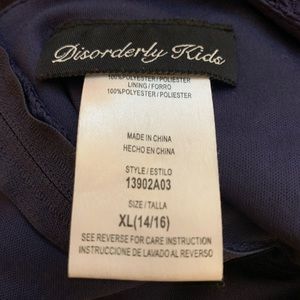 Disorderly Kids
100%POLYESTER/POLIESTER
LINING/FORRO
100%POLYESTER/POLIESTER
MADE IN CHINA
HECHO EN CHINA
STYLE/ESTILO
13902A03
SIZE/TALLA
XL(14/16)
SEE REVERSE FOR CARE INSTRUCTION
INSTRUCCIONE DE LAVADO AL REVERSO